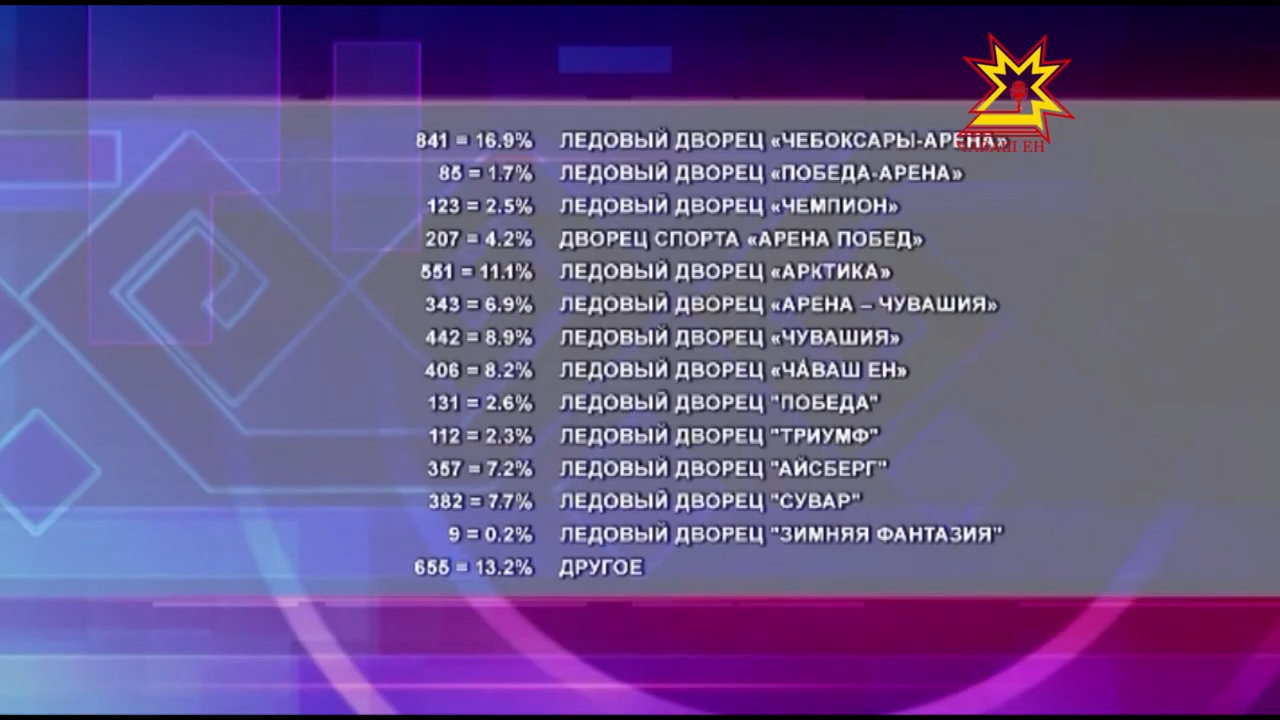 841 = 16.9% ЛЕДОВЫЙ ДВОРЕЦ «ЧЕБОКСАРЫ-АРЕНА»
ЧӐВАШ ЕН
85 = 1.7% ЛЕДОВЫЙ ДВОРЕЦ «ПОБЕДА-АРЕНА»
123 = 2.5% ЛЕДОВЫЙ ДВОРЕЦ «ЧЕМПИОН»
207 = 4.2% ДВОРЕЦ СПОРТА «АРЕНА ПОБЕД»
551 = 11.1% ЛЕДОВЫЙ ДВОРЕЦ «АРКТИКА»
343 = 6.9% ЛЕДОВЫЙ ДВОРЕЦ «АРЕНА – ЧУВАШИЯ»
442 = 8.9% ЛЕДОВЫЙ ДВОРЕЦ «ЧУВАШИЯ»
406 = 8.2% ЛЕДОВЫЙ ДВОРЕЦ «ЧӐВАШ ЕН»
131 = 2.6% ЛЕДОВЫЙ ДВОРЕЦ "ПОБЕДА"
112 = 2.3% ЛЕДОВЫЙ ДВОРЕЦ "ТРИУМФ"
357 = 7.2% ЛЕДОВЫЙ ДВОРЕЦ "АЙСБЕРГ"
382 = 7.7% ЛЕДОВЫЙ ДВОРЕЦ "СУВАР"
9 = 0.2% ЛЕДОВЫЙ ДВОРЕЦ "ЗИМНЯЯ ФАНТАЗИЯ"
655 = 13.2% ДРУГОЕ